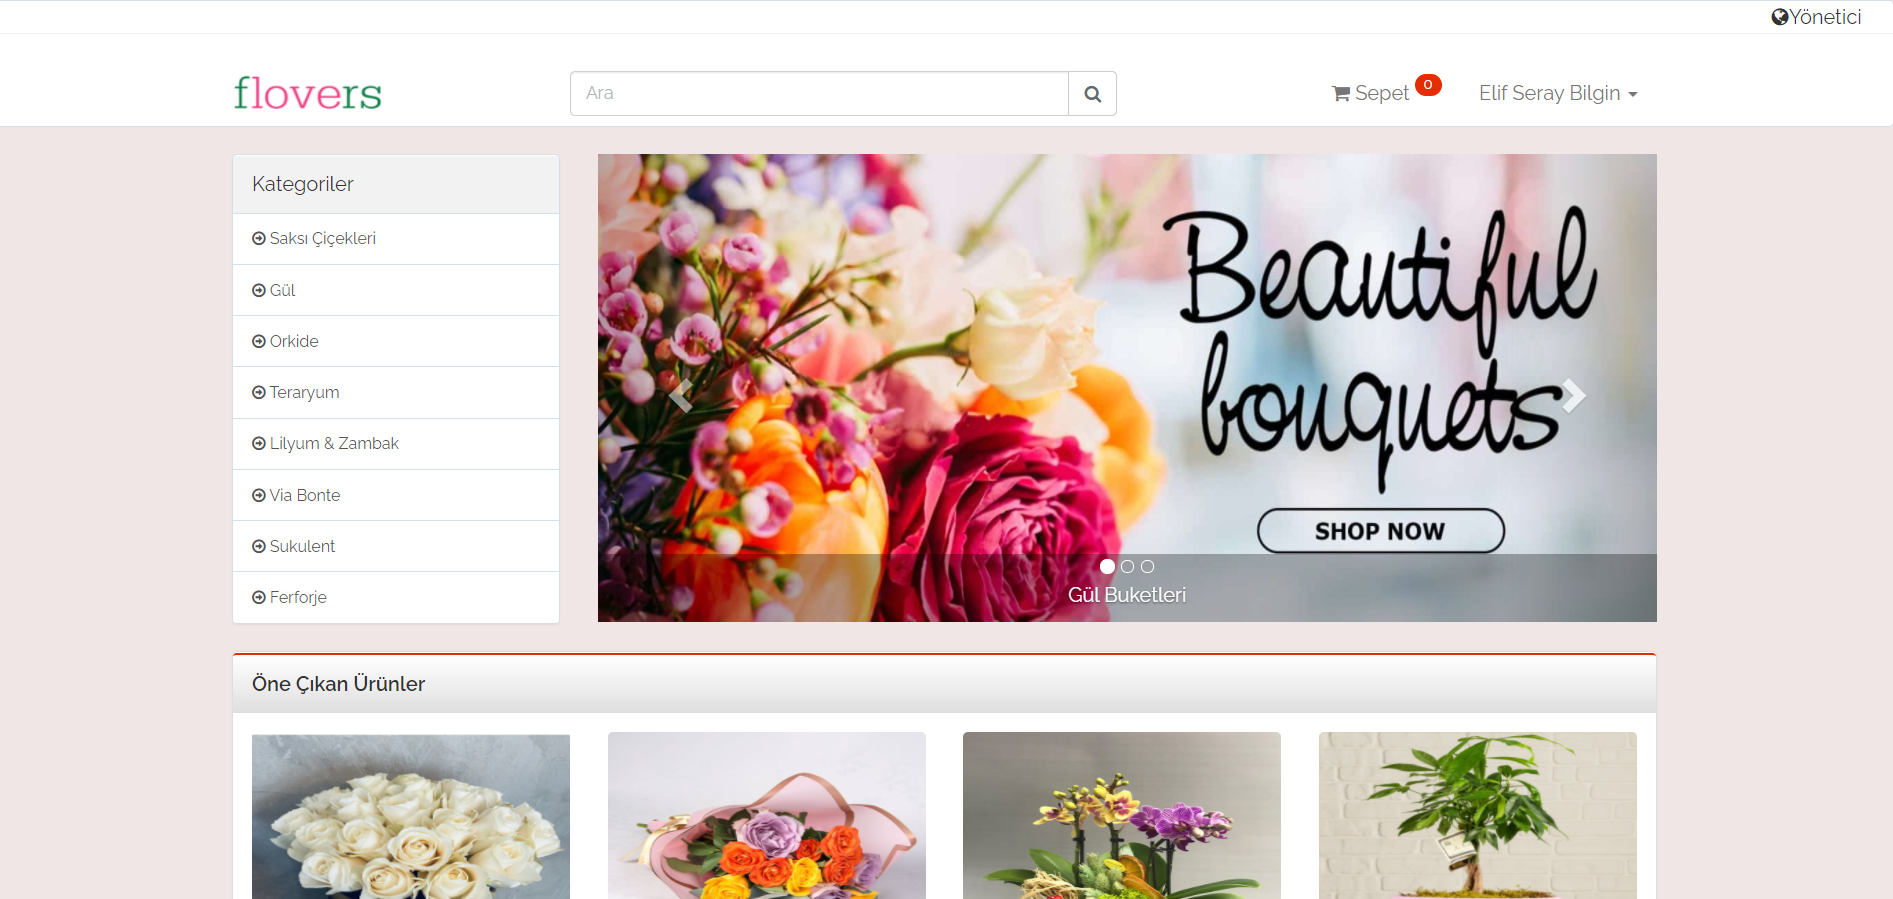 Yönetici
flovers
Ara
Sepet 0
Elif Seray Bilgin
Kategoriler
Saksı Çiçekleri
Gül
Orkide
Teraryum
Lilyum & Zambak
Via Bonte
Sukulent
Ferforje
Beautiful
bouquets
SHOP NOW
Gül Buketleri
Öne Çıkan Ürünler